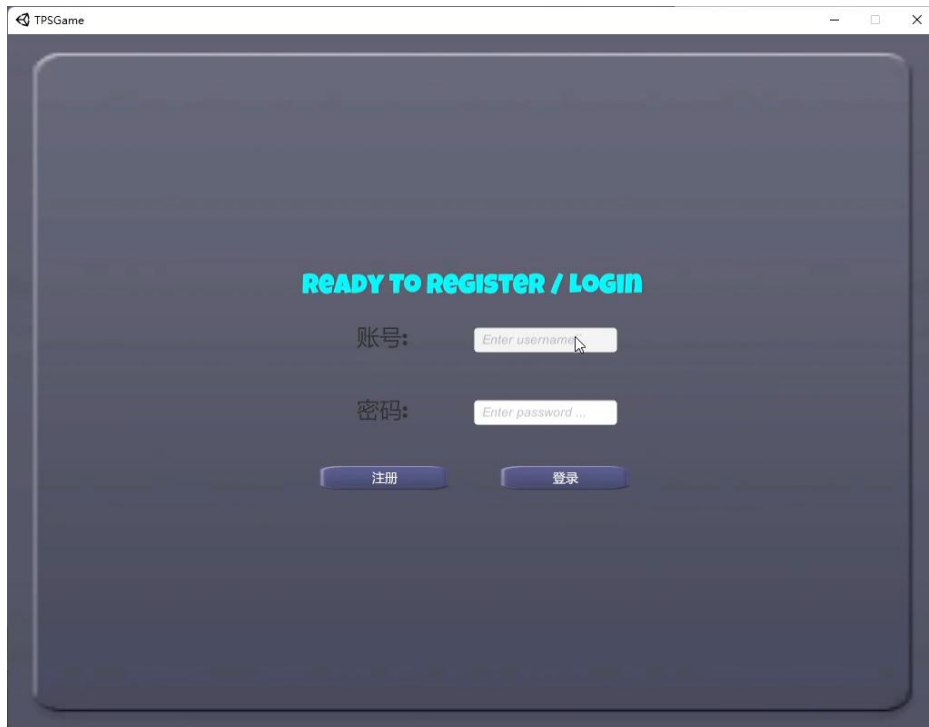 TPSGame
READY TO REGISTER / LOGIN
账号: Enter username
密码: Enter password ...
注册 登录